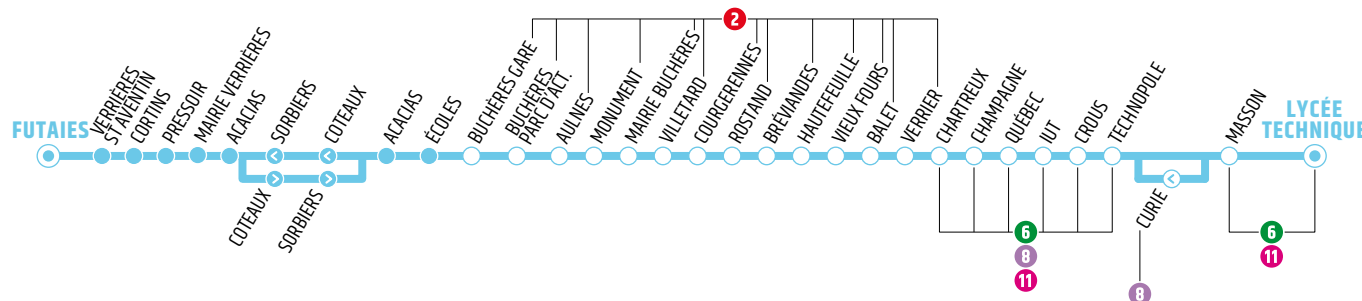 2
FUTAIES
VERRIÈRES
ST AVENTIN
CORTINS
PRESSOIR
MAIRIE VERRIÈRES
ACACIAS
SORBIERS
COTEAUX
COTEAUX
SORBIERS
ACACIAS
ÉCOLES
BUCHÈRES GARE
BUCHÈRES
PARC D'ACT.
AULNES
MONUMENT
MAIRIE BUCHÈRES
VILLETARD
COURGERENNES
ROSTAND
BRÉVIANDES
HAUTEFEUILLE
VIEUX FOURS
BALET
VERRIER
CHARTREUX
CHAMPAGNE
QUÉBEC
IUT
CROUS
TECHNOPOLE
CURIE
MASSON
LYCÉE
TECHNIQUE
6
8
11
8
6
11